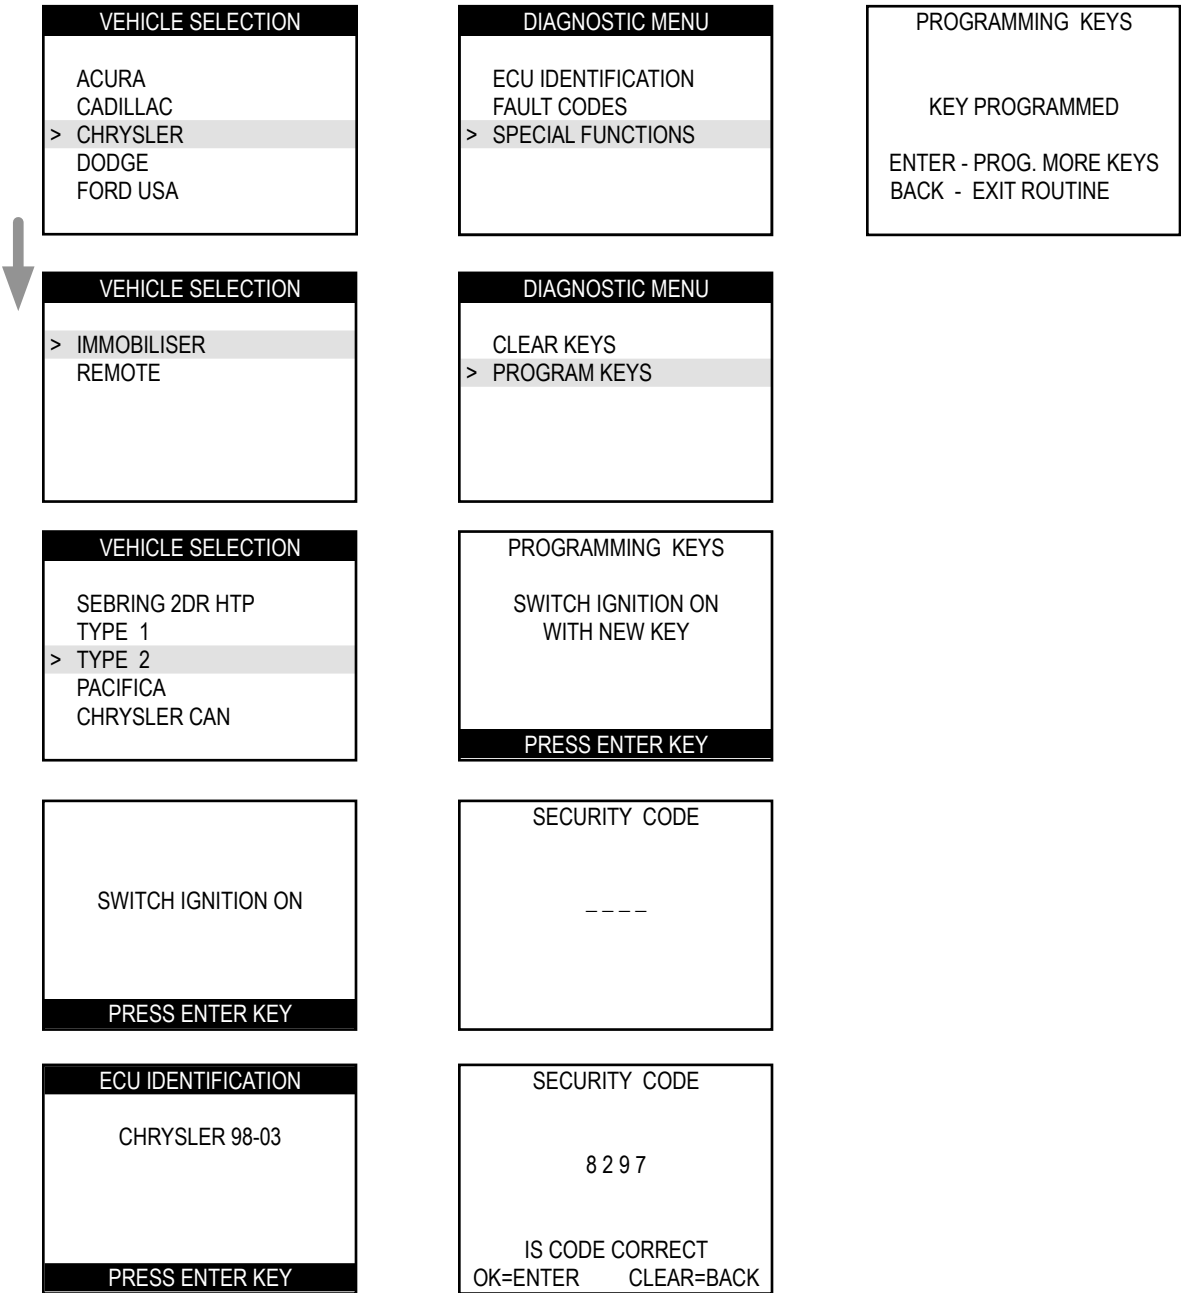 VEHICLE SELECTION
ACURA
CADILLAC
> CHRYSLER
DODGE
FORD USA
VEHICLE SELECTION
> IMMOBILISER
REMOTE
VEHICLE SELECTION
SEBRING 2DR HTP
TYPE 1
> TYPE 2
PACIFICA
CHRYSLER CAN
SWITCH IGNITION ON
PRESS ENTER KEY
ECU IDENTIFICATION
CHRYSLER 98-03
PRESS ENTER KEY
DIAGNOSTIC MENU
ECU IDENTIFICATION
FAULT CODES
> SPECIAL FUNCTIONS
DIAGNOSTIC MENU
CLEAR KEYS
> PROGRAM KEYS
PROGRAMMING KEYS
SWITCH IGNITION ON
WITH NEW KEY
PRESS ENTER KEY
SECURITY CODE
_ _ _ _
SECURITY CODE
8 2 9 7
IS CODE CORRECT
OK=ENTER CLEAR=BACK
PROGRAMMING KEYS
KEY PROGRAMMED
ENTER - PROG. MORE KEYS
BACK - EXIT ROUTINE